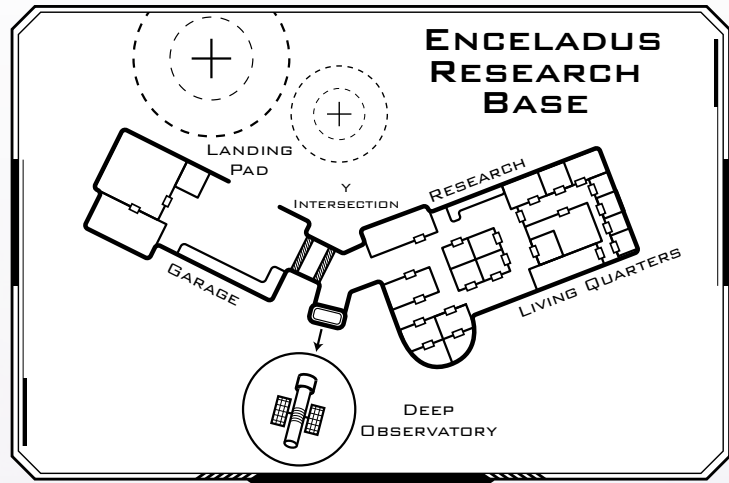 ENCELADUS
RESEARCH
BASE
LANDING
PAD
Y
INTERSECTION
RESEARCH
GARAGE
LIVING QUARTERS
DEEP
OBSERVATORY